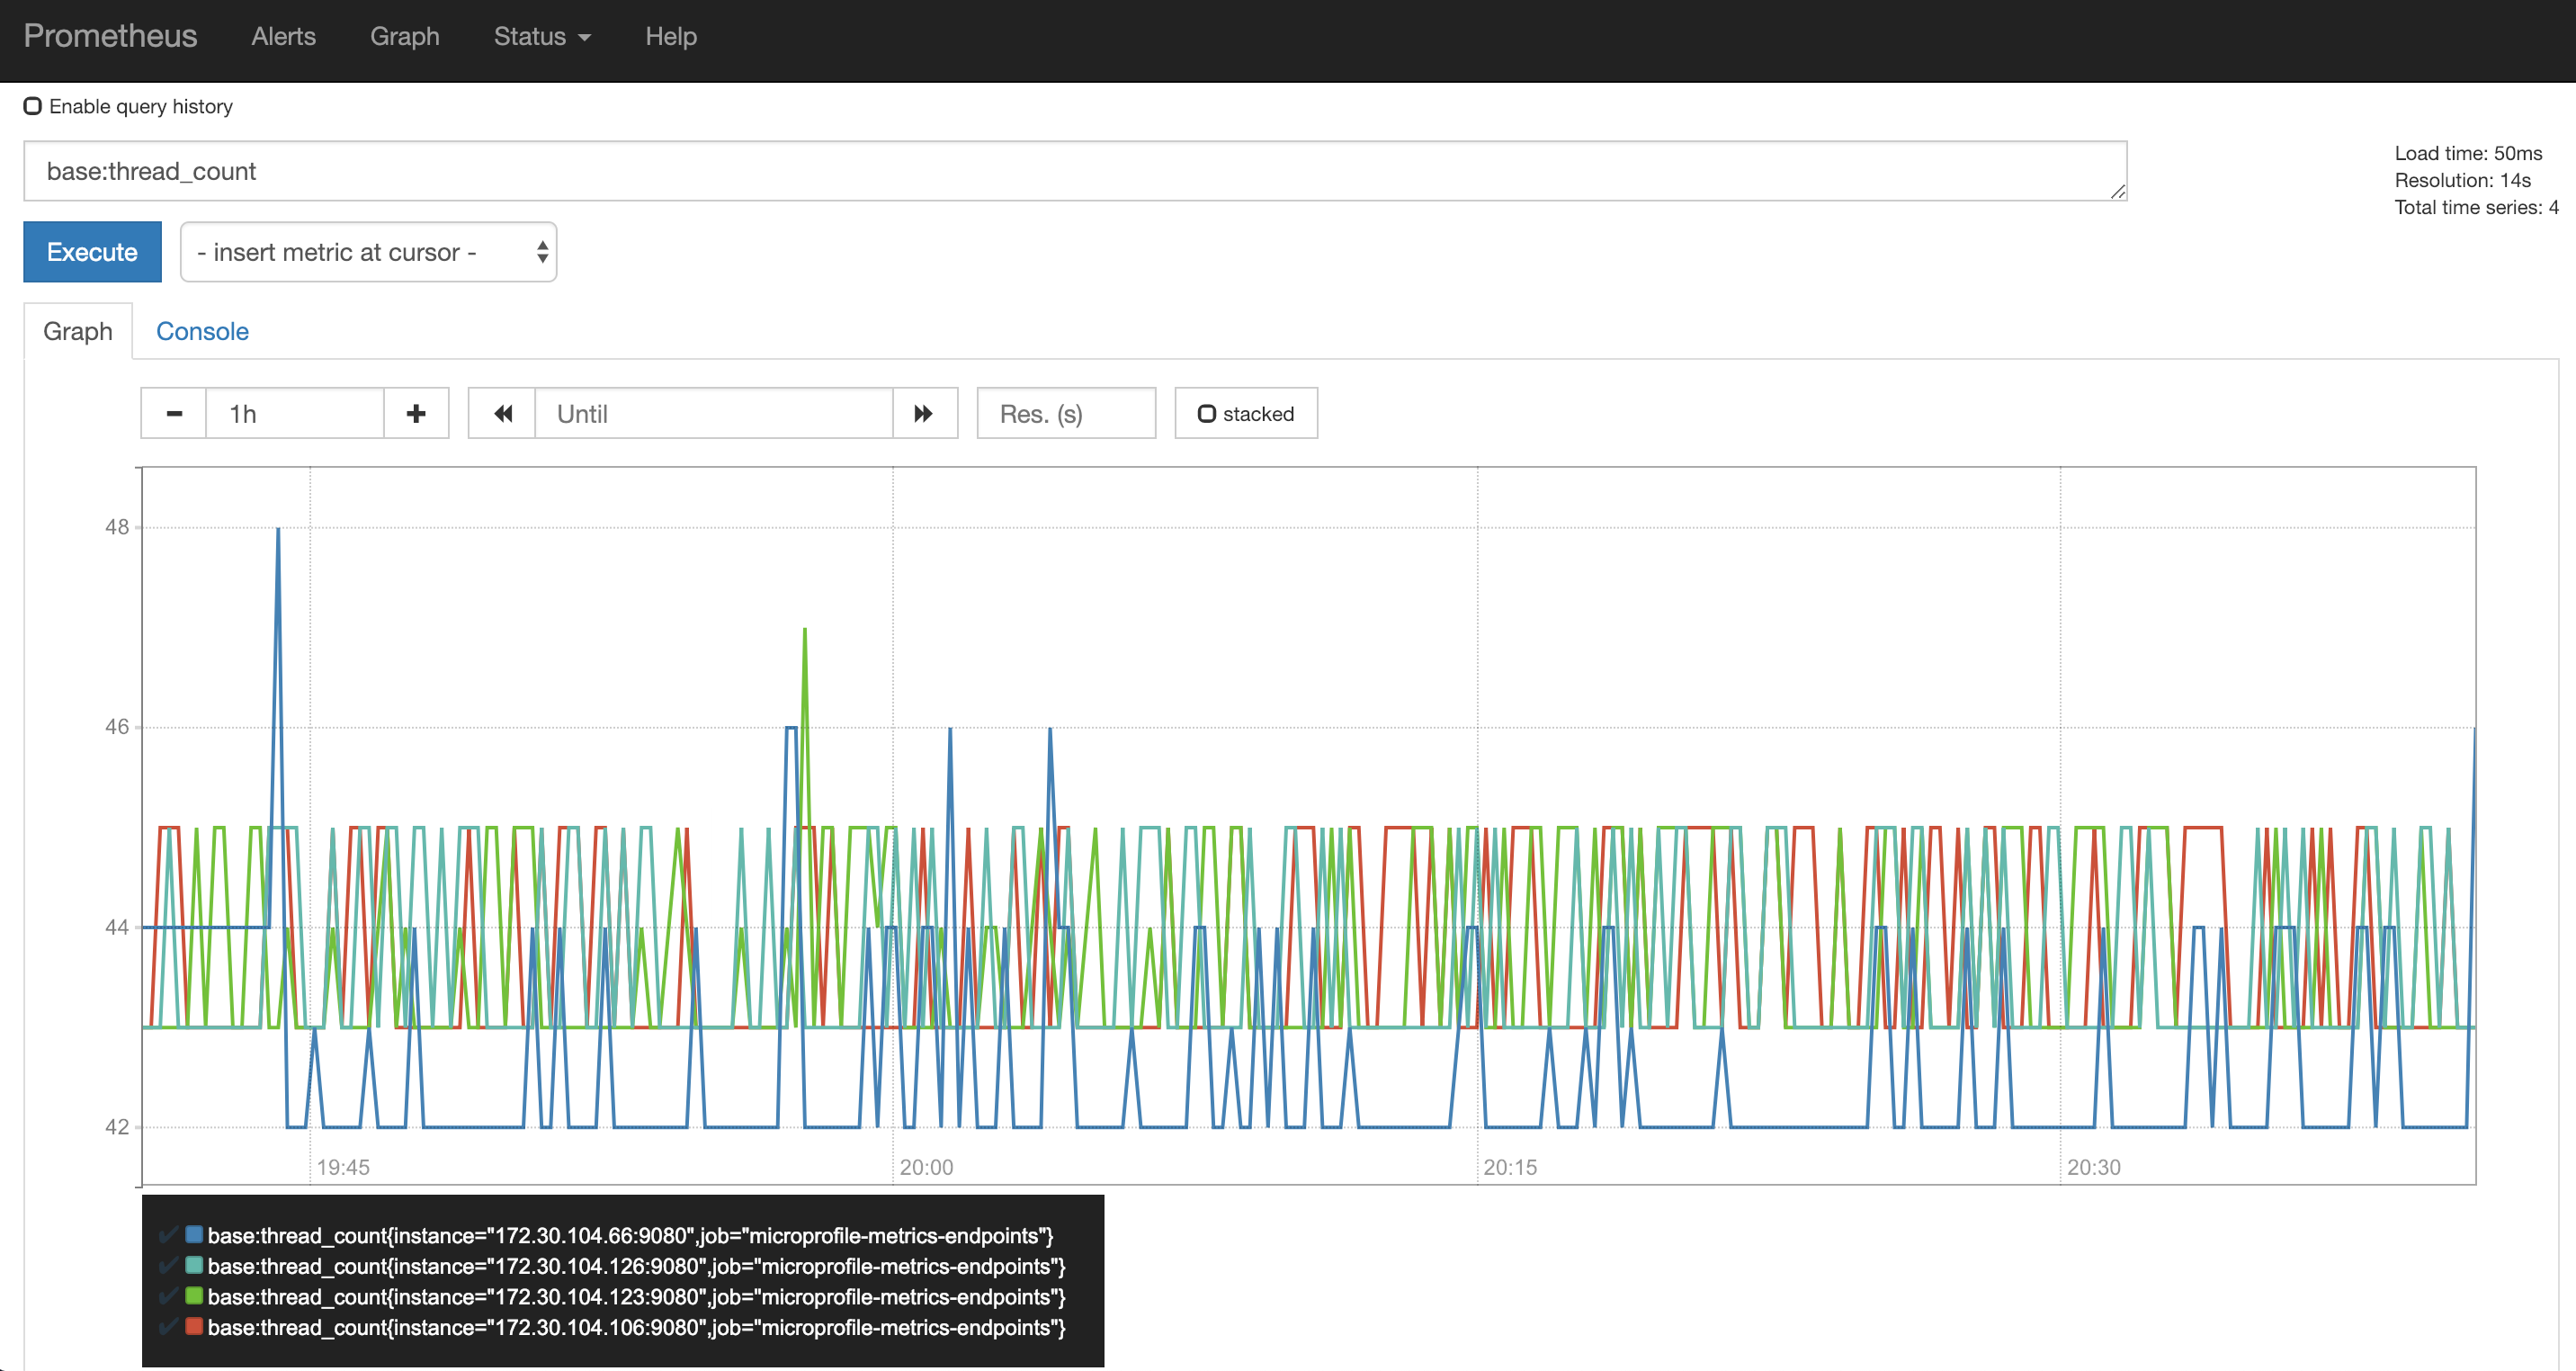 Prometheus Alerts Graph Status Help
Enable query history
base:thread_count
Load time: 50ms
Resolution: 14s
Total time series: 4
Execute - insert metric at cursor -
Graph Console
1h Until Res. (s) stacked
48
46
44
42
19:45 20:00 20:15 20:30
base:thread_count{instance="172.30.104.66:9080",job="microprofile-metrics-endpoints"}
base:thread_count{instance="172.30.104.126:9080",job="microprofile-metrics-endpoints"}
base:thread_count{instance="172.30.104.123:9080",job="microprofile-metrics-endpoints"}
base:thread_count{instance="172.30.104.106:9080",job="microprofile-metrics-endpoints"}